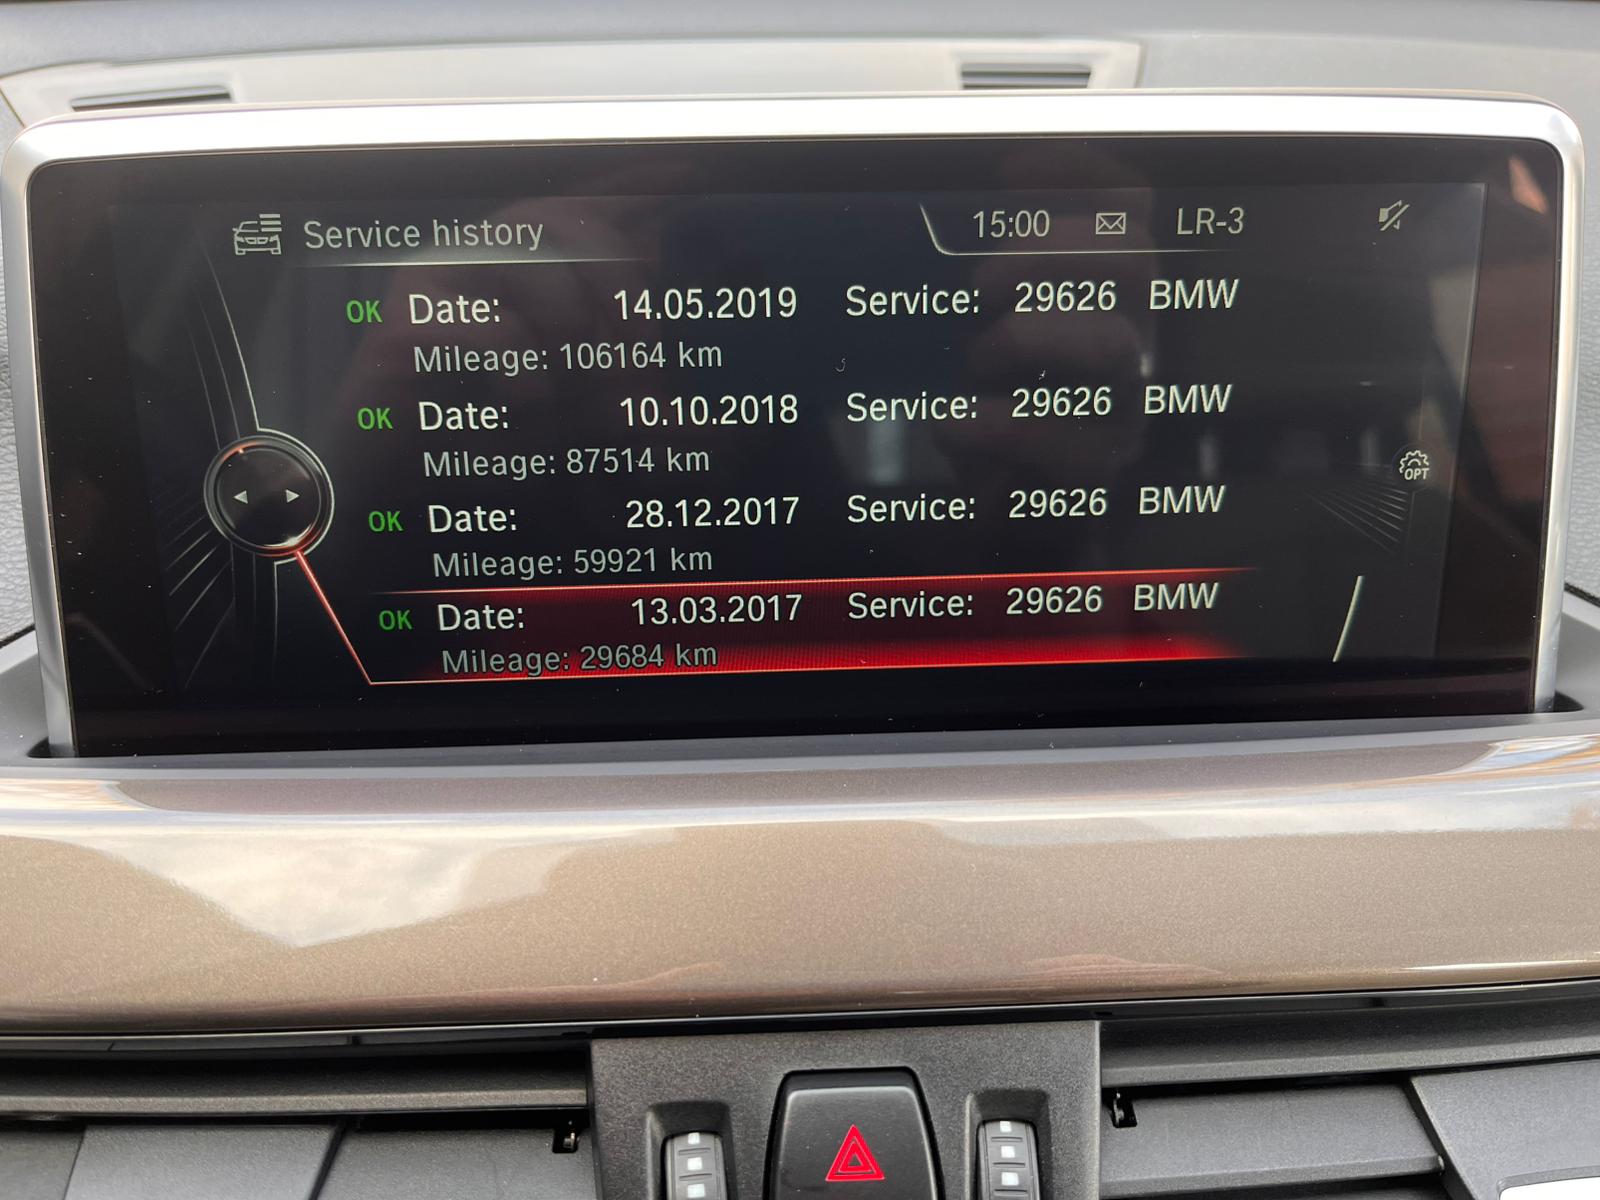 Service history 15:00 LR-3
OK Date: 14.05.2019 Service: 29626 BMW
Mileage: 106164 km
OK Date: 10.10.2018 Service: 29626 BMW
Mileage: 87514 km
OK Date: 28.12.2017 Service: 29626 BMW
Mileage: 59921 km
OK Date: 13.03.2017 Service: 29626 BMW
Mileage: 29684 km
OPT